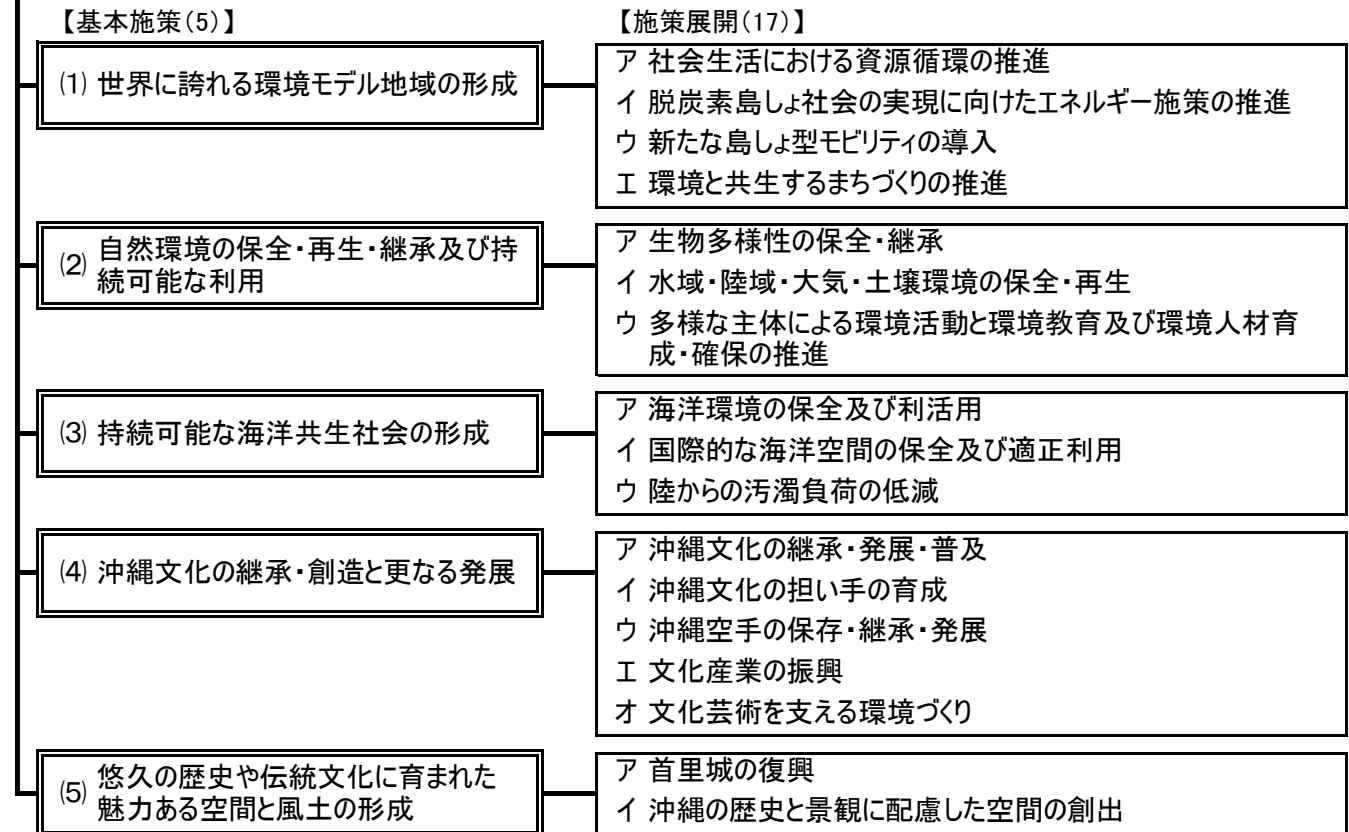 【基本施策(5)】
【施策展開(17)】
⑴ 世界に誇れる環境モデル地域の形成
ア 社会生活における資源循環の推進
イ 脱炭素島しょ社会の実現に向けたエネルギー施策の推進
ウ 新たな島しょ型モビリティの導入
エ 環境と共生するまちづくりの推進
⑵ 自然環境の保全・再生・継承及び持
続可能な利用
ア 生物多様性の保全・継承
イ 水域・陸域・大気・土壌環境の保全・再生
ウ 多様な主体による環境活動と環境教育及び環境人材育
成・確保の推進
⑶ 持続可能な海洋共生社会の形成
ア 海洋環境の保全及び利活用
イ 国際的な海洋空間の保全及び適正利用
ウ 陸からの汚濁負荷の低減
⑷ 沖縄文化の継承・創造と更なる発展
ア 沖縄文化の継承・発展・普及
イ 沖縄文化の担い手の育成
ウ 沖縄空手の保存・継承・発展
エ 文化産業の振興
オ 文化芸術を支える環境づくり
⑸ 悠久の歴史や伝統文化に育まれた
魅力ある空間と風土の形成
ア 首里城の復興
イ 沖縄の歴史と景観に配慮した空間の創出